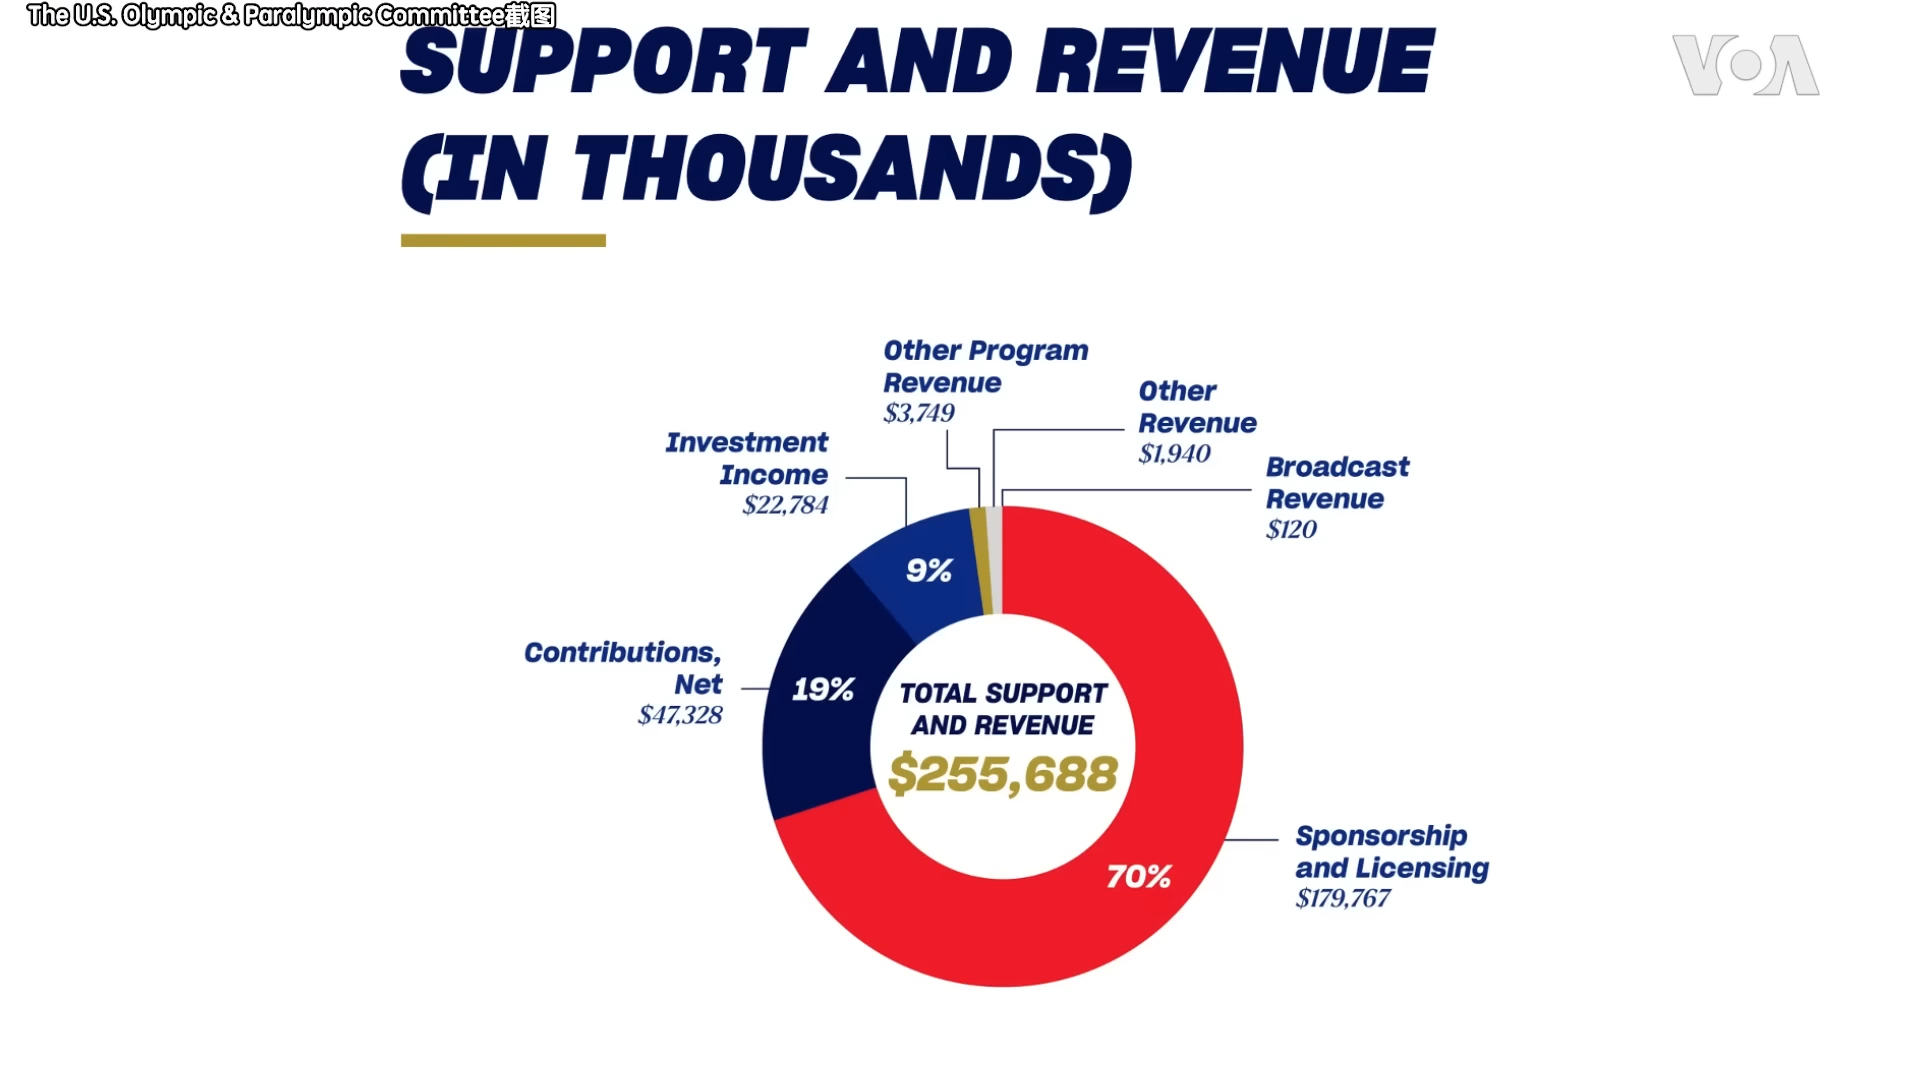 The U.S. Olympic & Paralympic Committee截图
VOA
SUPPORT AND REVENUE
(IN THOUSANDS)
Other Program
Revenue
$3,749
Other
Revenue
$1,940
Investment
Income
$22,784
Broadcast
Revenue
$120
9%
Contributions,
Net
$47,328
19%
TOTAL SUPPORT
AND REVENUE
$255,688
70%
Sponsorship
and Licensing
$179,767